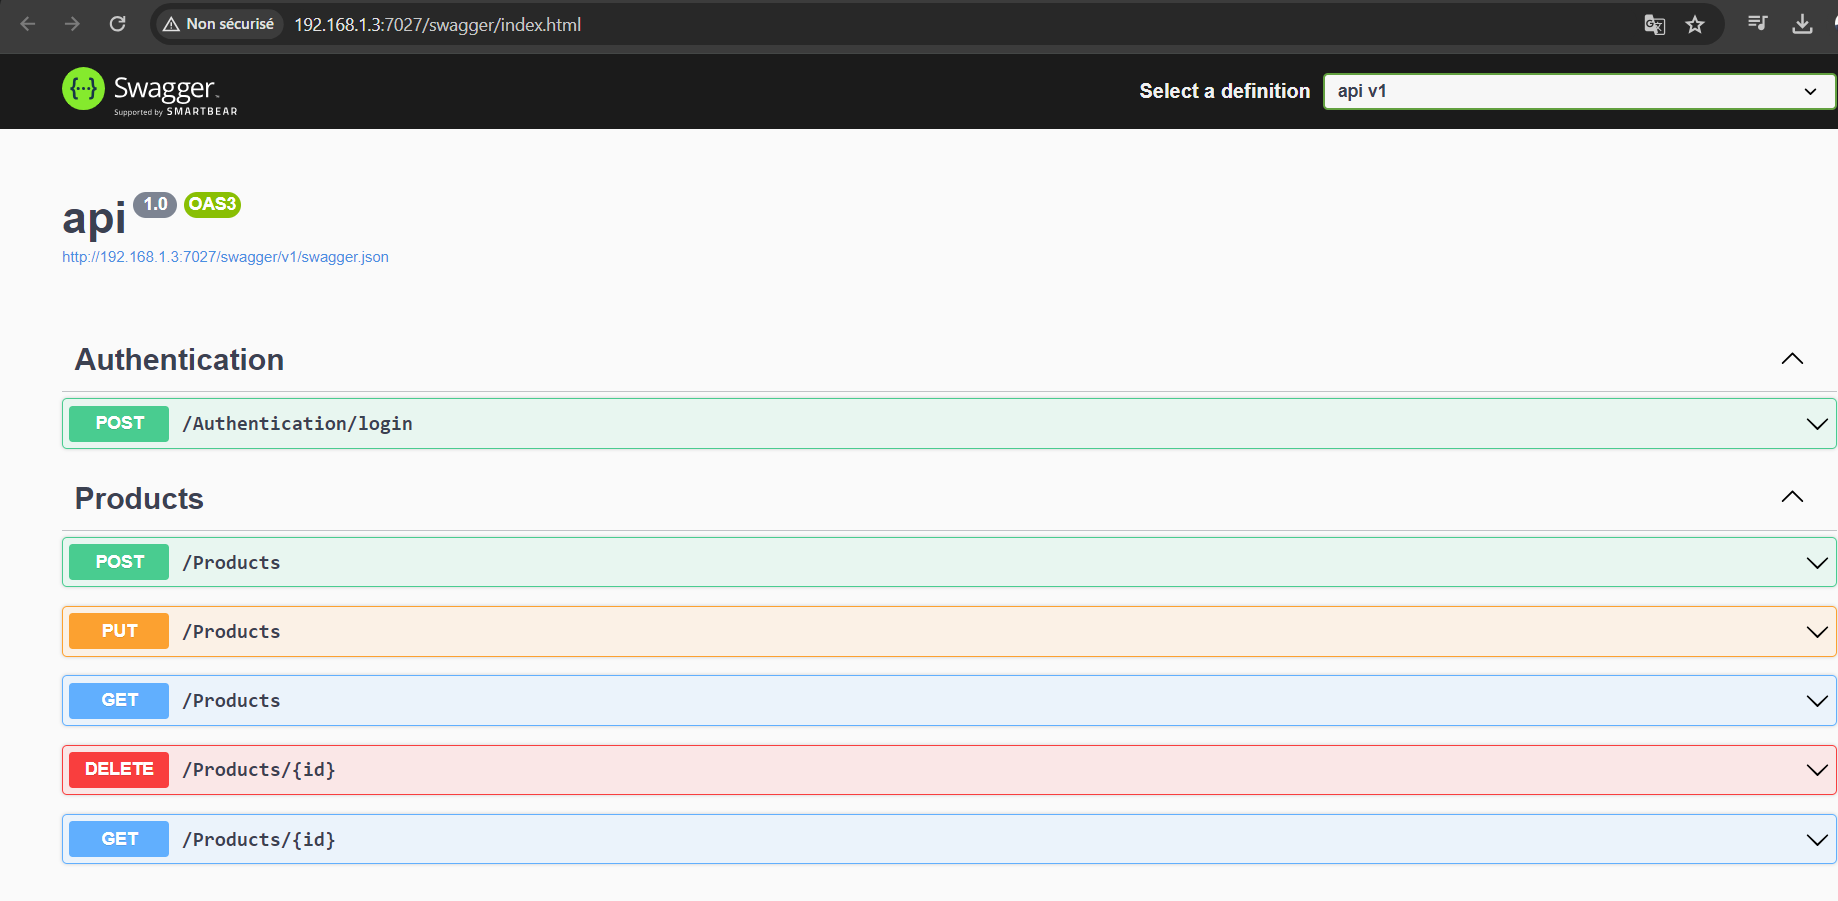 Non sécurisé 192.168.1.3:7027/swagger/index.html
Swagger
Supported by SMARTBEAR
Select a definition api v1
api 1.0 OAS3
http://192.168.1.3:7027/swagger/v1/swagger.json
Authentication
POST /Authentication/login
Products
POST /Products
PUT /Products
GET /Products
DELETE /Products/{id}
GET /Products/{id}